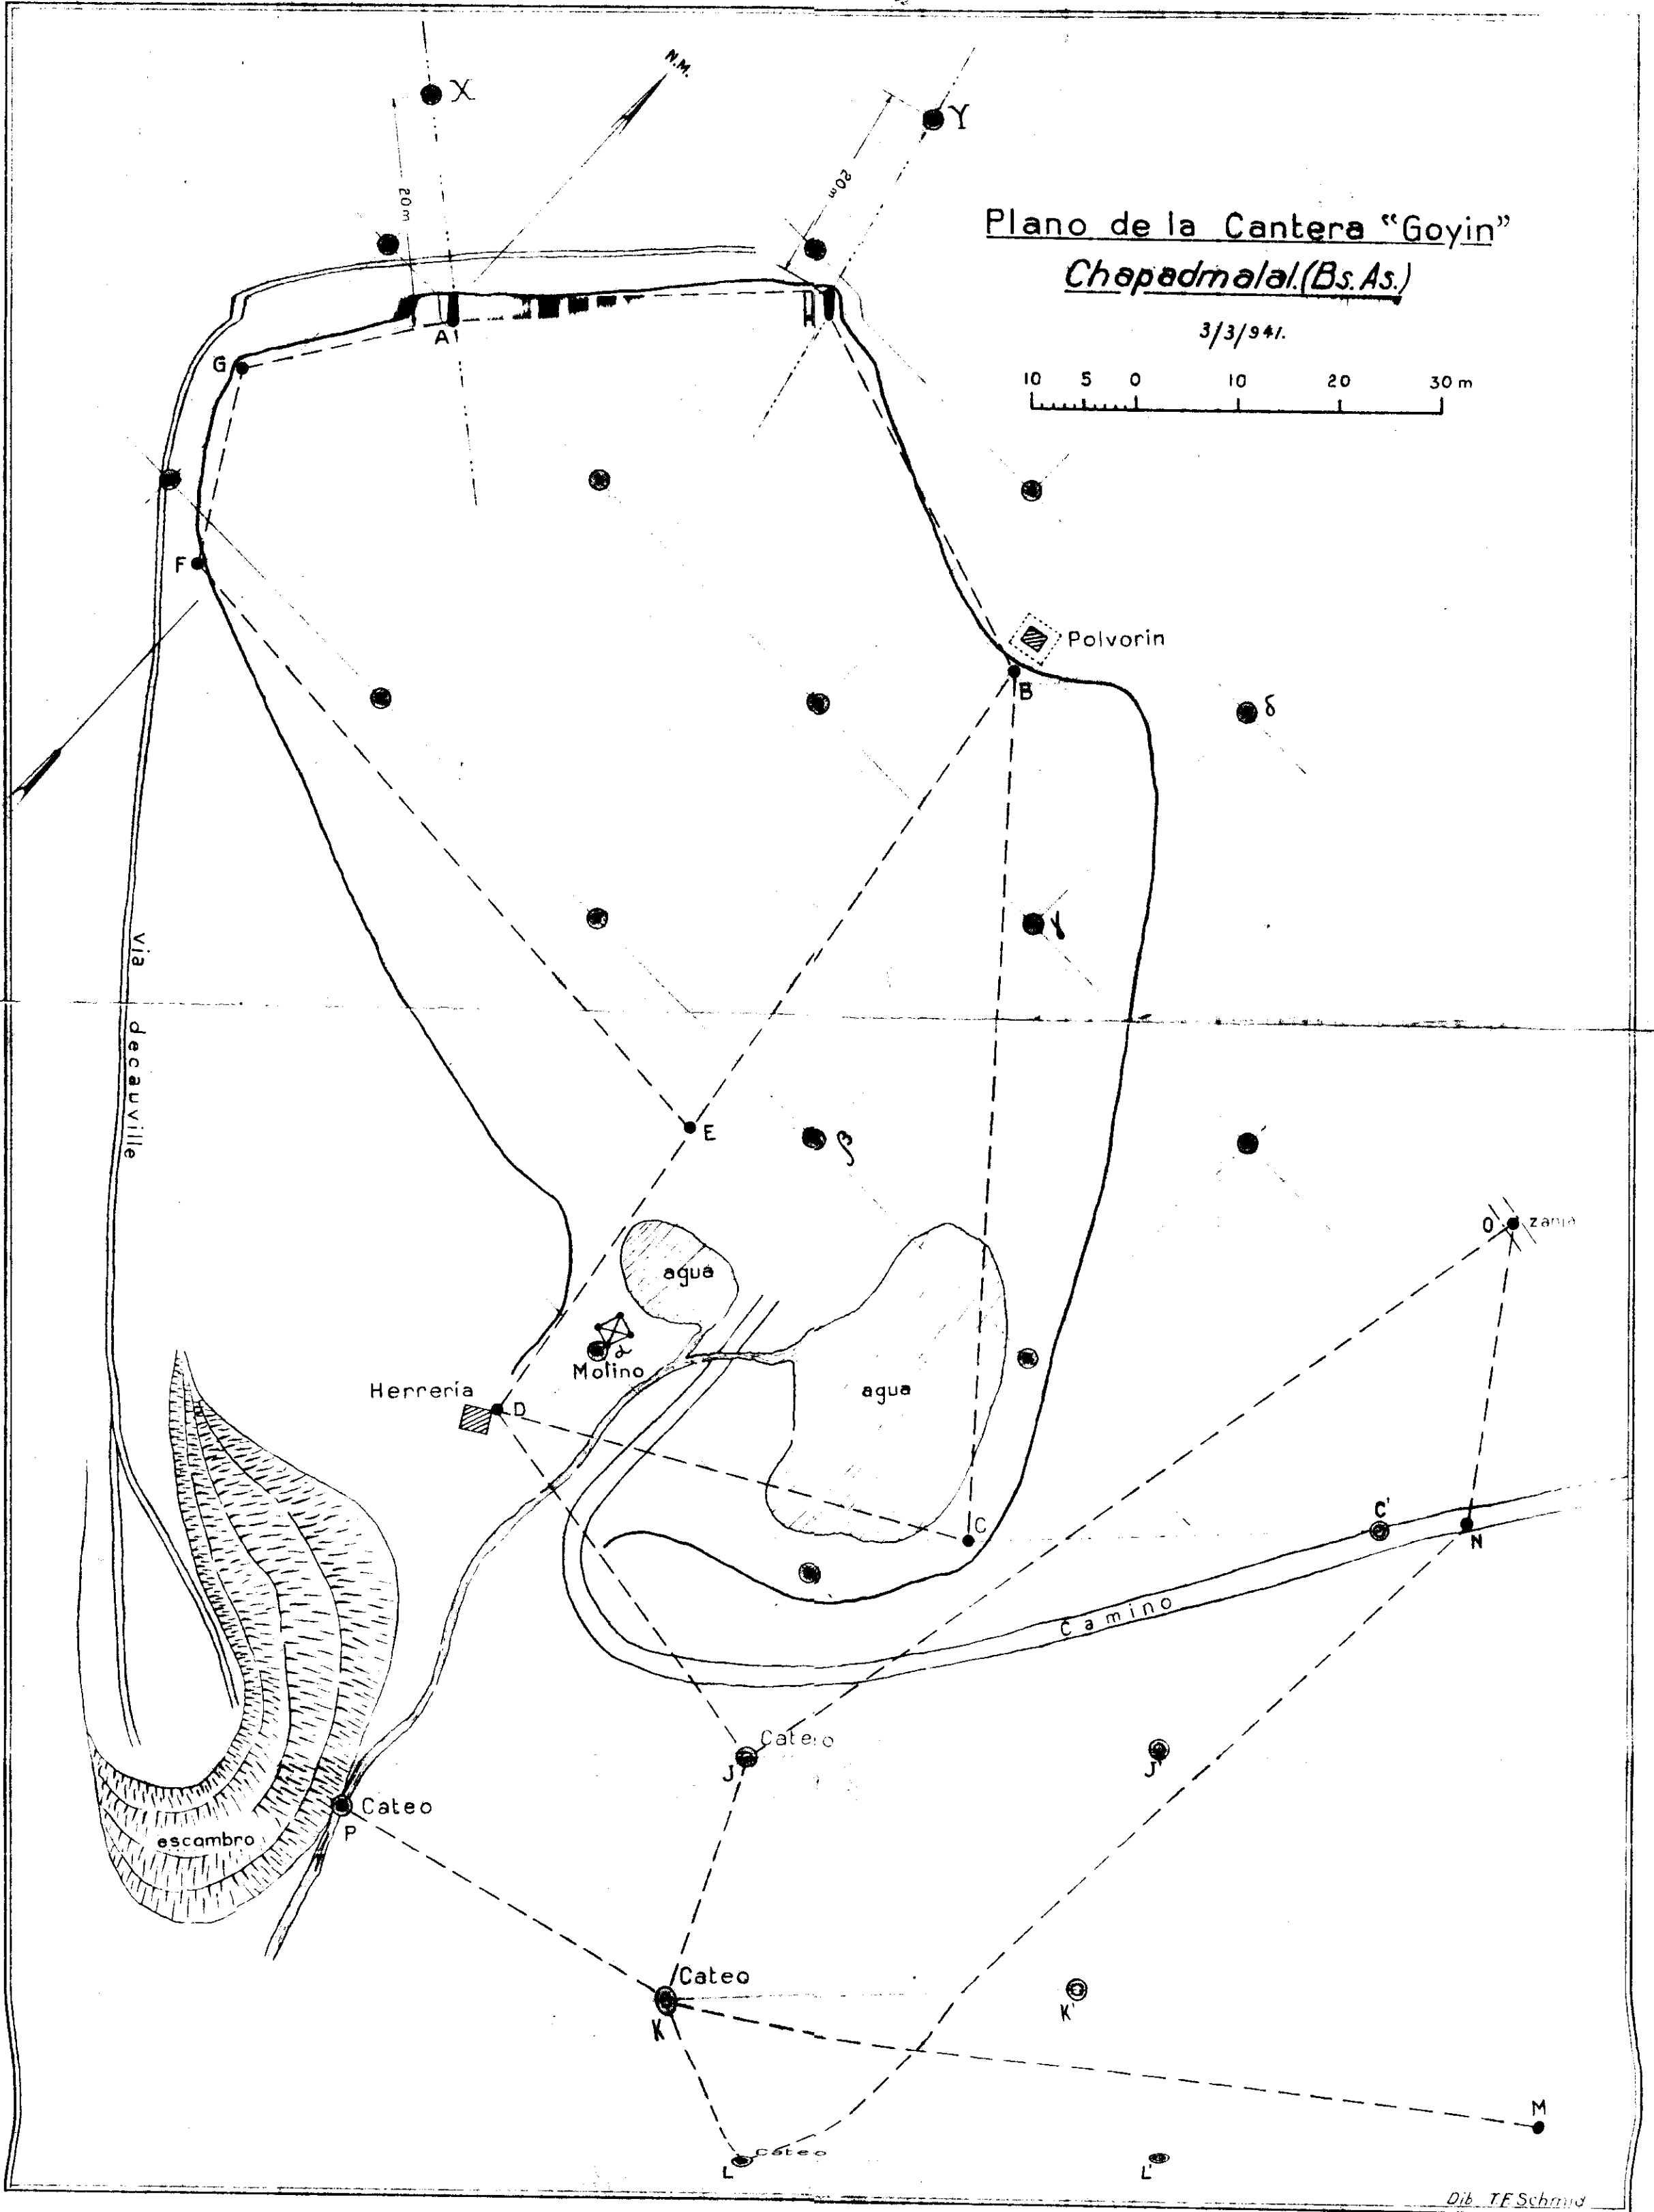 X
N.M.
Y
20m
20m
Plano de la Cantera “Goyin”
Chapadmalal.(Bs.As.)
3/3/941.
10 5 0 10 20 30 m
A
H
G
F
Polvorin
B
δ
γ
via decauville
E
β
O
zanja
agua
α
Molino
agua
Herrería
D
C
C'
N
Camino
Cateo
J
J'
Cateo
P
escombro
Cateo
K
K'
M
Cateo
L
L'
Dib. T.F. Schmid